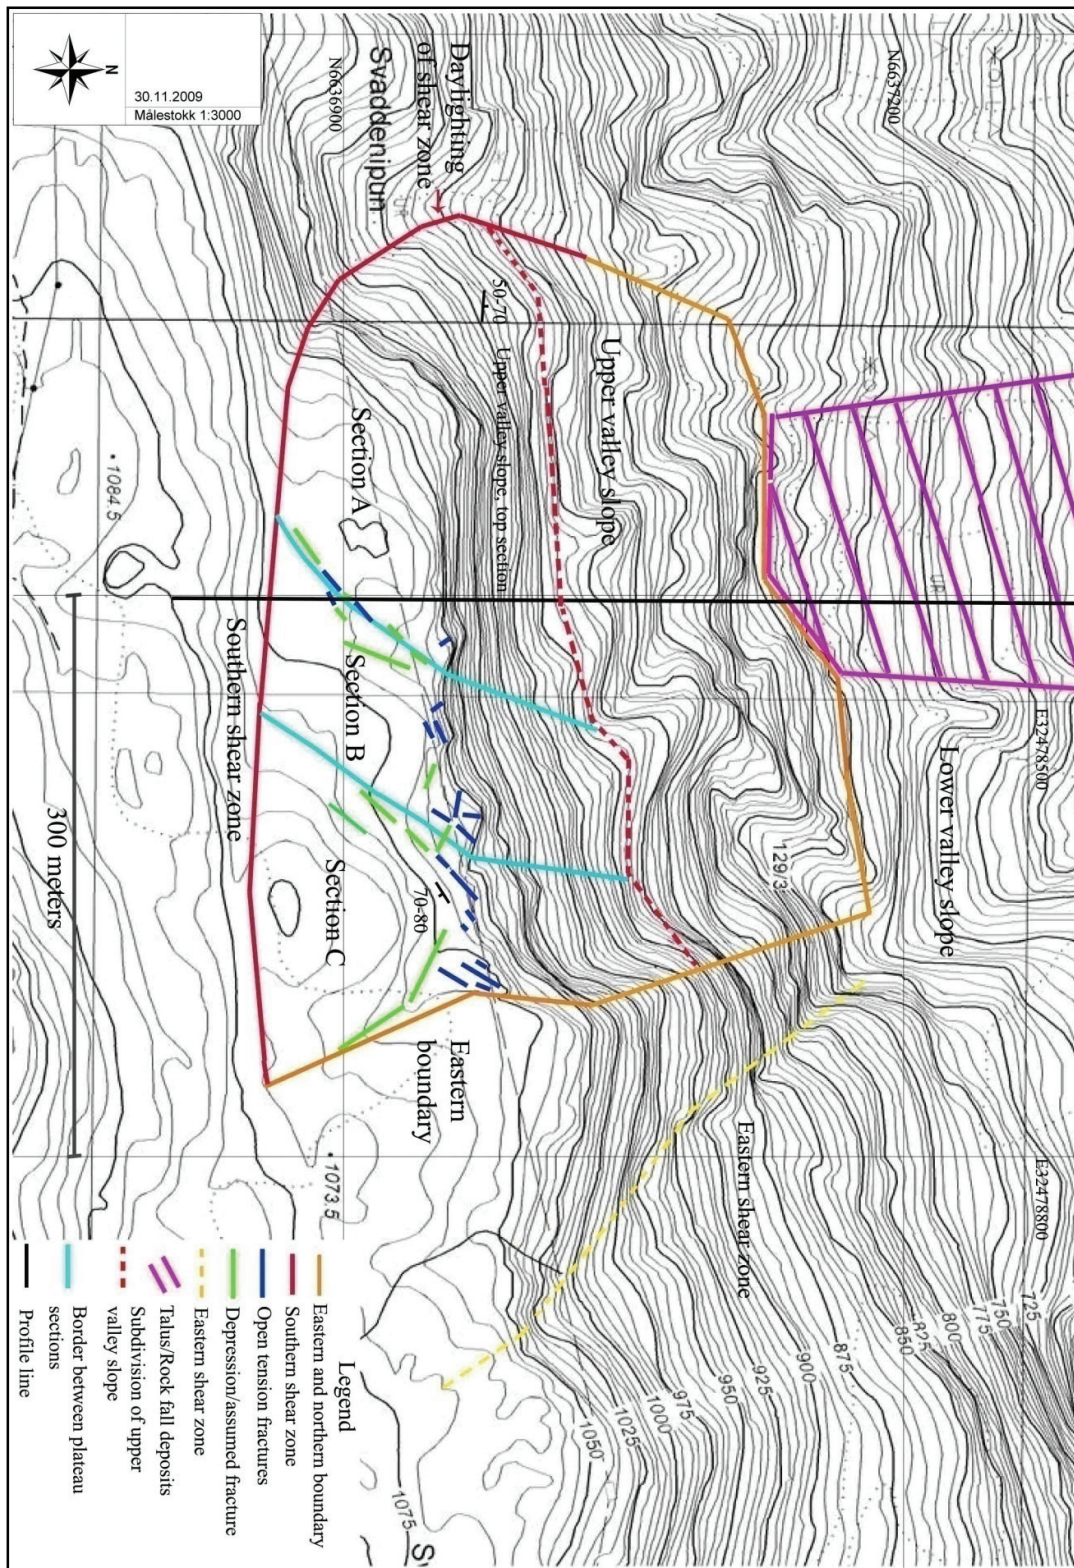 N
30.11.2009
Målestokk 1:3000
N6636900
N6637200
E32478500
E32478800
Svaddenipun
Daylighting
of shear zone
UR
50-70
Upper valley slope, top section
Upper valley slope
Lower valley slope
UR
129/3
Section A
Section B
Section C
70-80
Southern shear zone
Eastern
boundary
Eastern shear zone
1084.5
1073.5
300 meters
725
750
775
800
825
850
875
900
925
950
975
1000
1025
1050
1075
Legend
Eastern and northern boundary
Southern shear zone
Open tension fractures
Depression/assumed fracture
Eastern shear zone
Talus/Rock fall deposits
Subdivision of upper
valley slope
Border between plateau
sections
Profile line